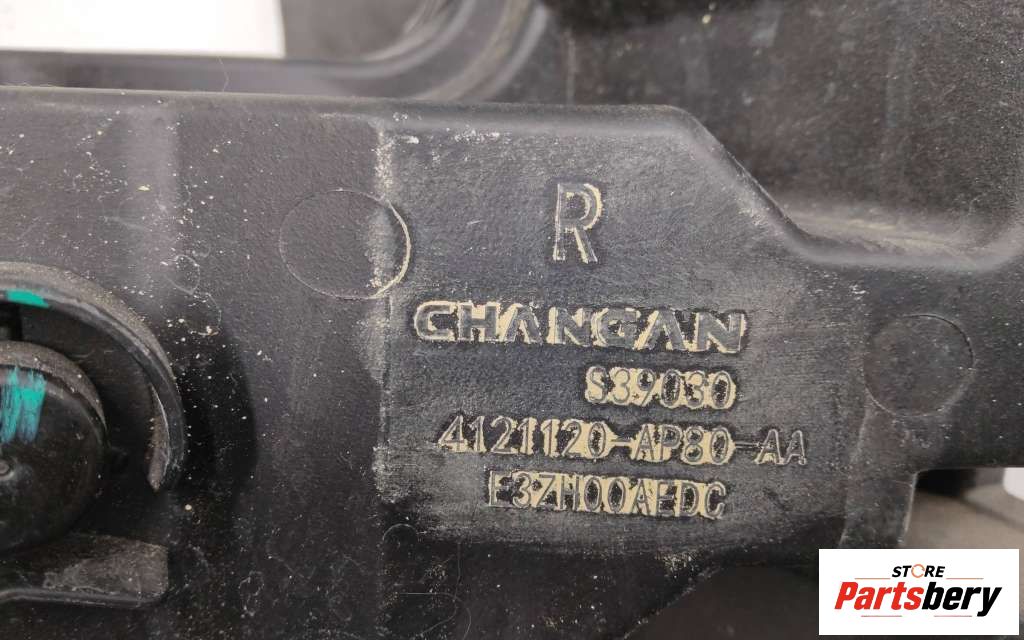 R
CHANGAN
S39030
4121120-AP80-AA
E37H00AEDC
STORE
Partsbery